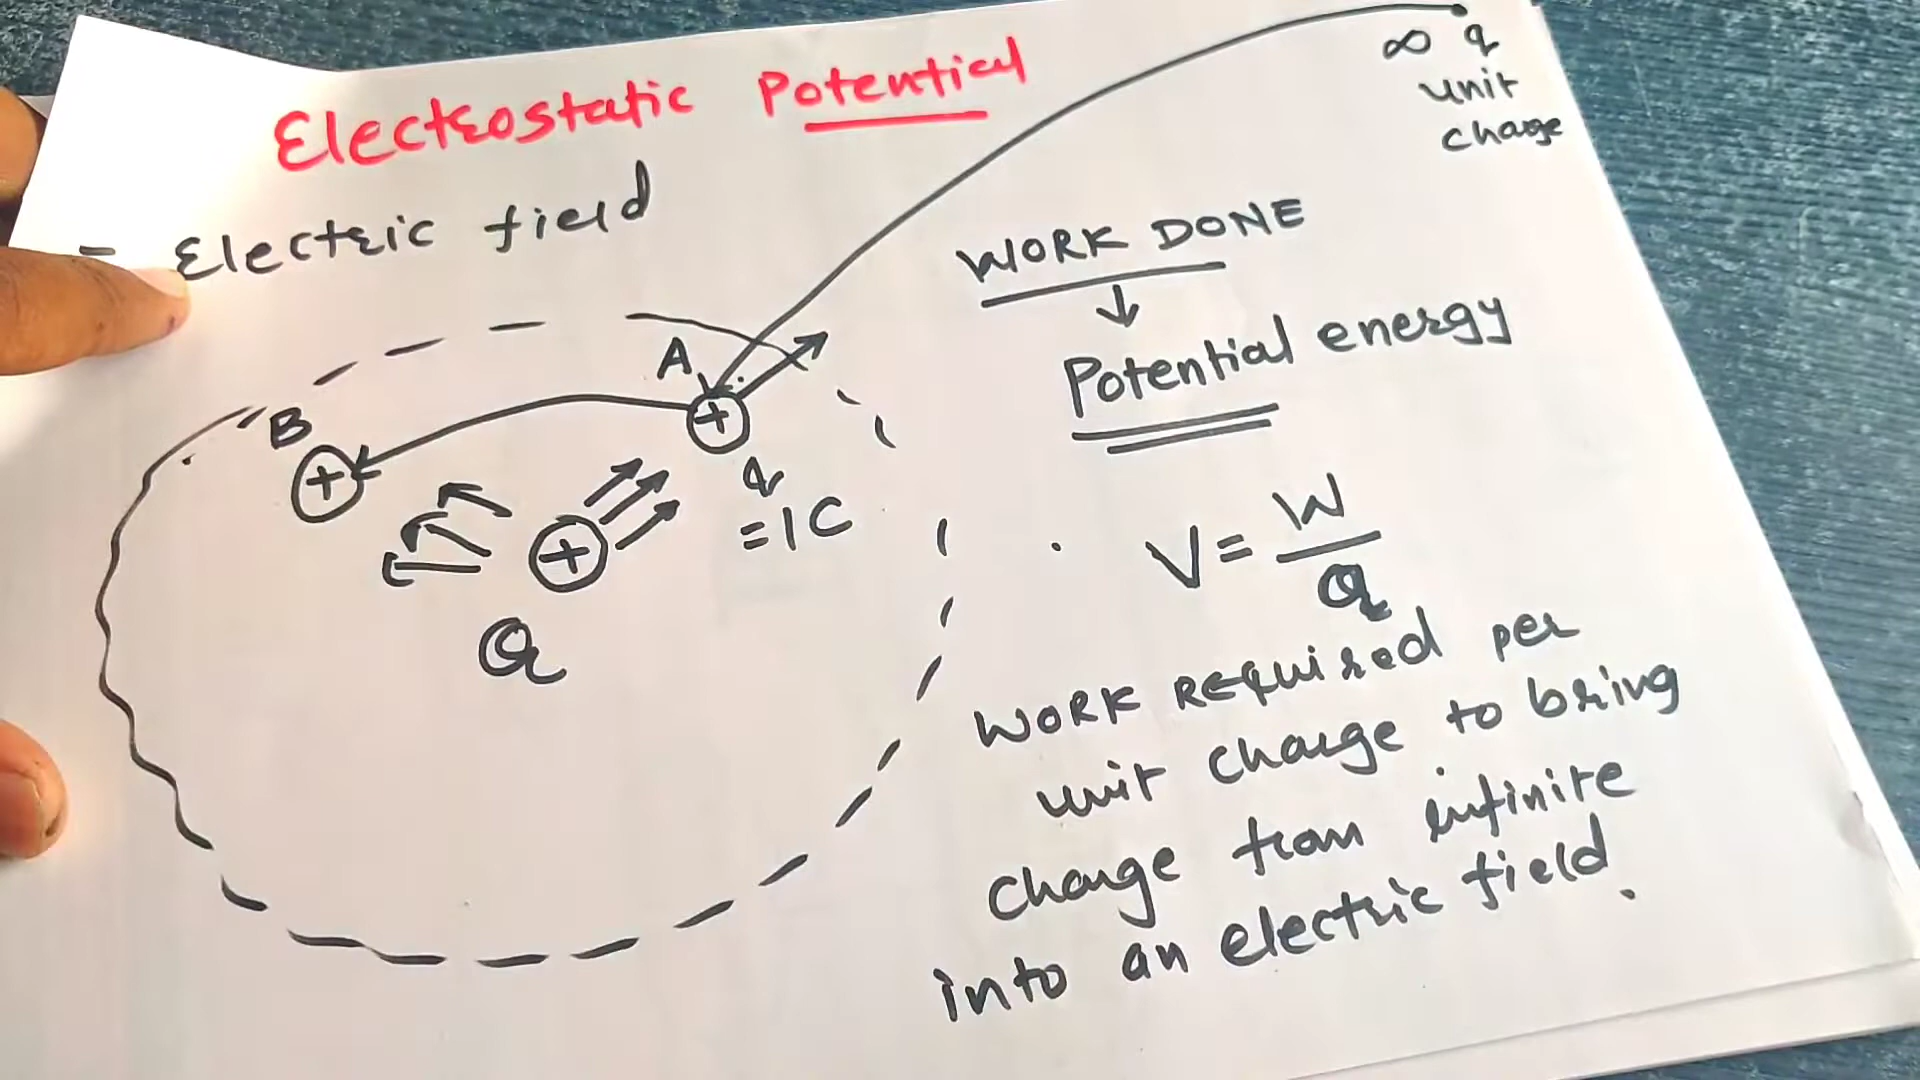 Electrostatic Potential
∞ q
unit
charge
- Electric field
WORK DONE
↓
Potential energy
A
B
+
+
+
q
=1C
Q
V = W/Q
WORK REquired per
unit charge to bring
charge from infinite
into an electric field.